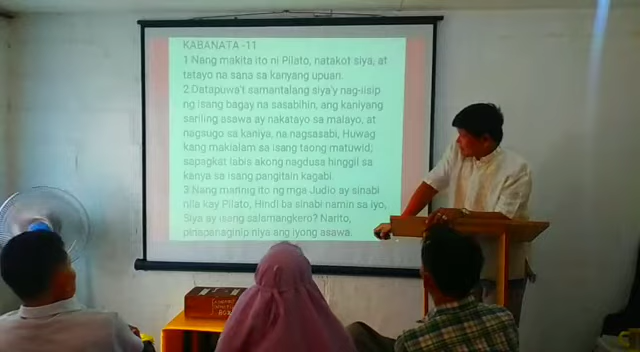 KABANATA -11
1 Nang makita ito ni Pilato, natakot siya, at
tatayo na sana sa kanyang upuan.
2.Datapuwa't samantalang siya'y nag-iisip
ng isang bagay na sasabihin, ang kaniyang
sariling asawa ay nakatayo sa malayo, at
nagsugo sa kaniya, na nagsasabi, Huwag
kang makialam sa isang taong matuwid;
sapagkat labis akong nagdusa hinggil sa
kanya sa isang pangitain kagabi.
3 Nang marinig ito ng mga Judio ay sinabi
nila kay Pilato, Hindi ba sinabi namin sa iyo,
Siya ay isang salamangkero? Narito,
pinapanaginip niya ang iyong asawa.